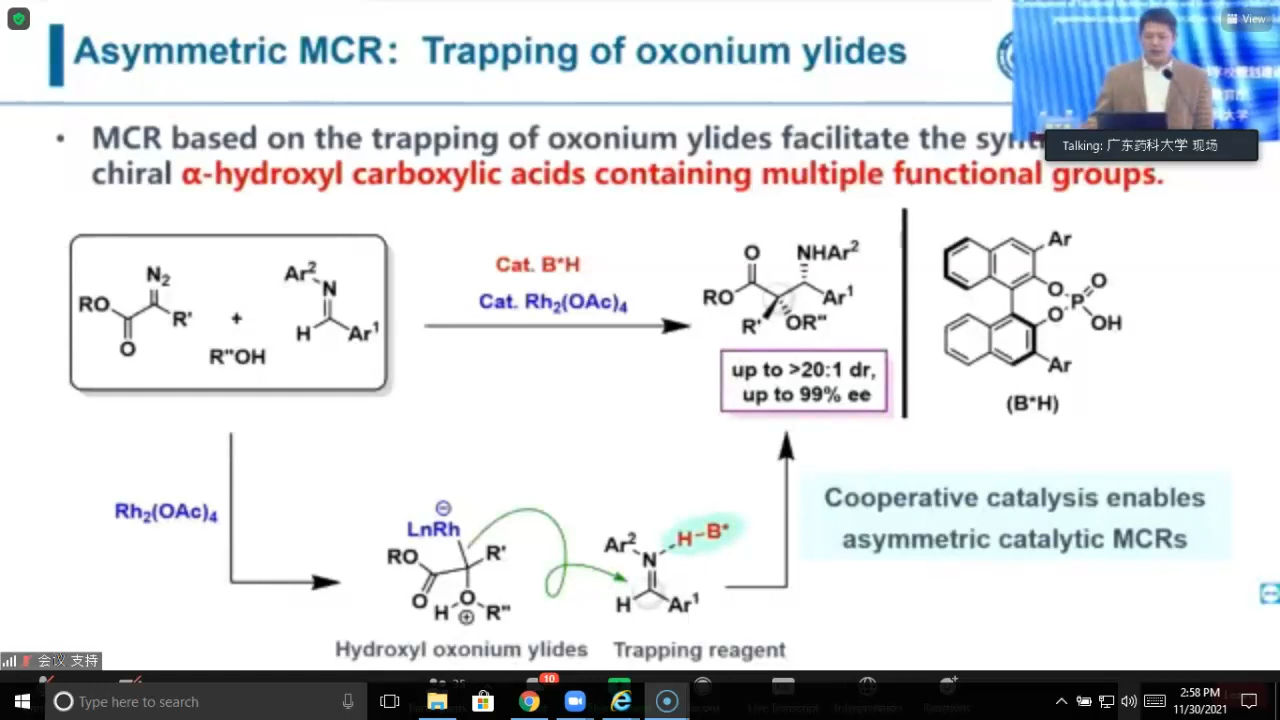 Asymmetric MCR: Trapping of oxonium ylides
View
Talking: 广东药科大学 现场
• MCR based on the trapping of oxonium ylides facilitate the
chiral α-hydroxyl carboxylic acids containing multiple functional groups.
N2
RO
O
R'
+
R"OH
Ar2
N
H
Ar1
Cat. B*H
Cat. Rh2(OAc)4
O
NHAr2
RO
Ar1
R'
OR"
up to >20:1 dr,
up to 99% ee
Ar
O
O
P
O
OH
Ar
(B*H)
Rh2(OAc)4
⊖
LnRh
RO
R'
O
H
O
⊕
R"
Ar2
N
H-B*
H
Ar1
Hydroxyl oxonium ylides
Trapping reagent
Cooperative catalysis enables
asymmetric catalytic MCRs
会议 支持
Type here to search
10
35
2:58 PM
11/30/2021